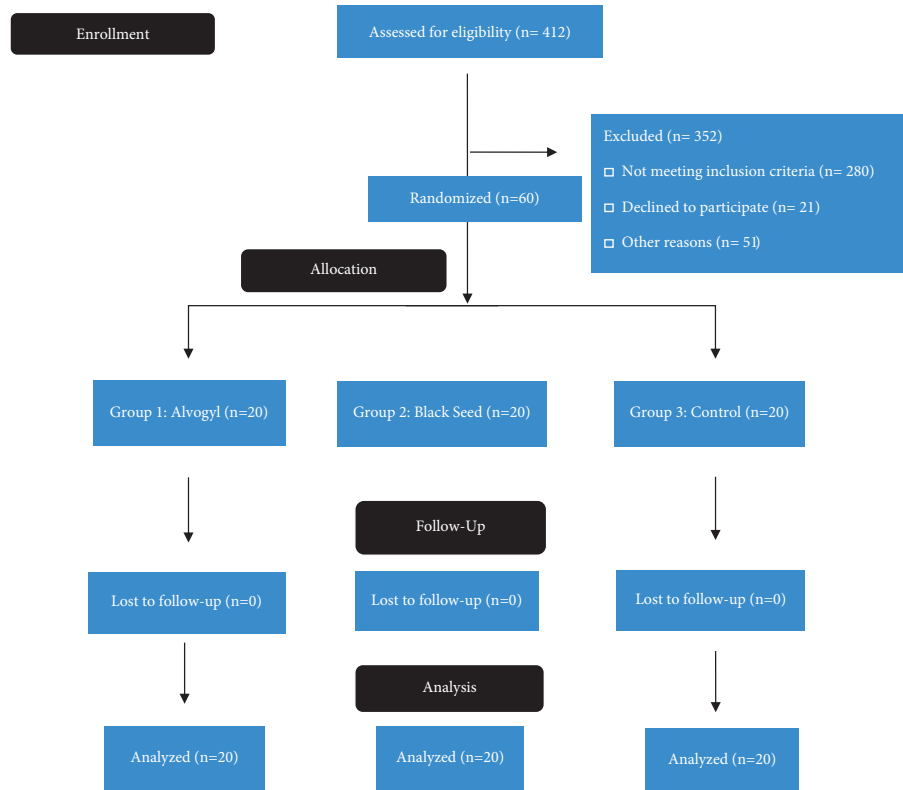 Enrollment
Assessed for eligibility (n= 412)
Excluded (n= 352)
Not meeting inclusion criteria (n= 280)
Declined to participate (n= 21)
Other reasons (n= 51)
Randomized (n=60)
Allocation
Group 1: Alvogyl (n=20)
Group 2: Black Seed (n=20)
Group 3: Control (n=20)
Follow-Up
Lost to follow-up (n=0)
Lost to follow-up (n=0)
Lost to follow-up (n=0)
Analysis
Analyzed (n=20)
Analyzed (n=20)
Analyzed (n=20)